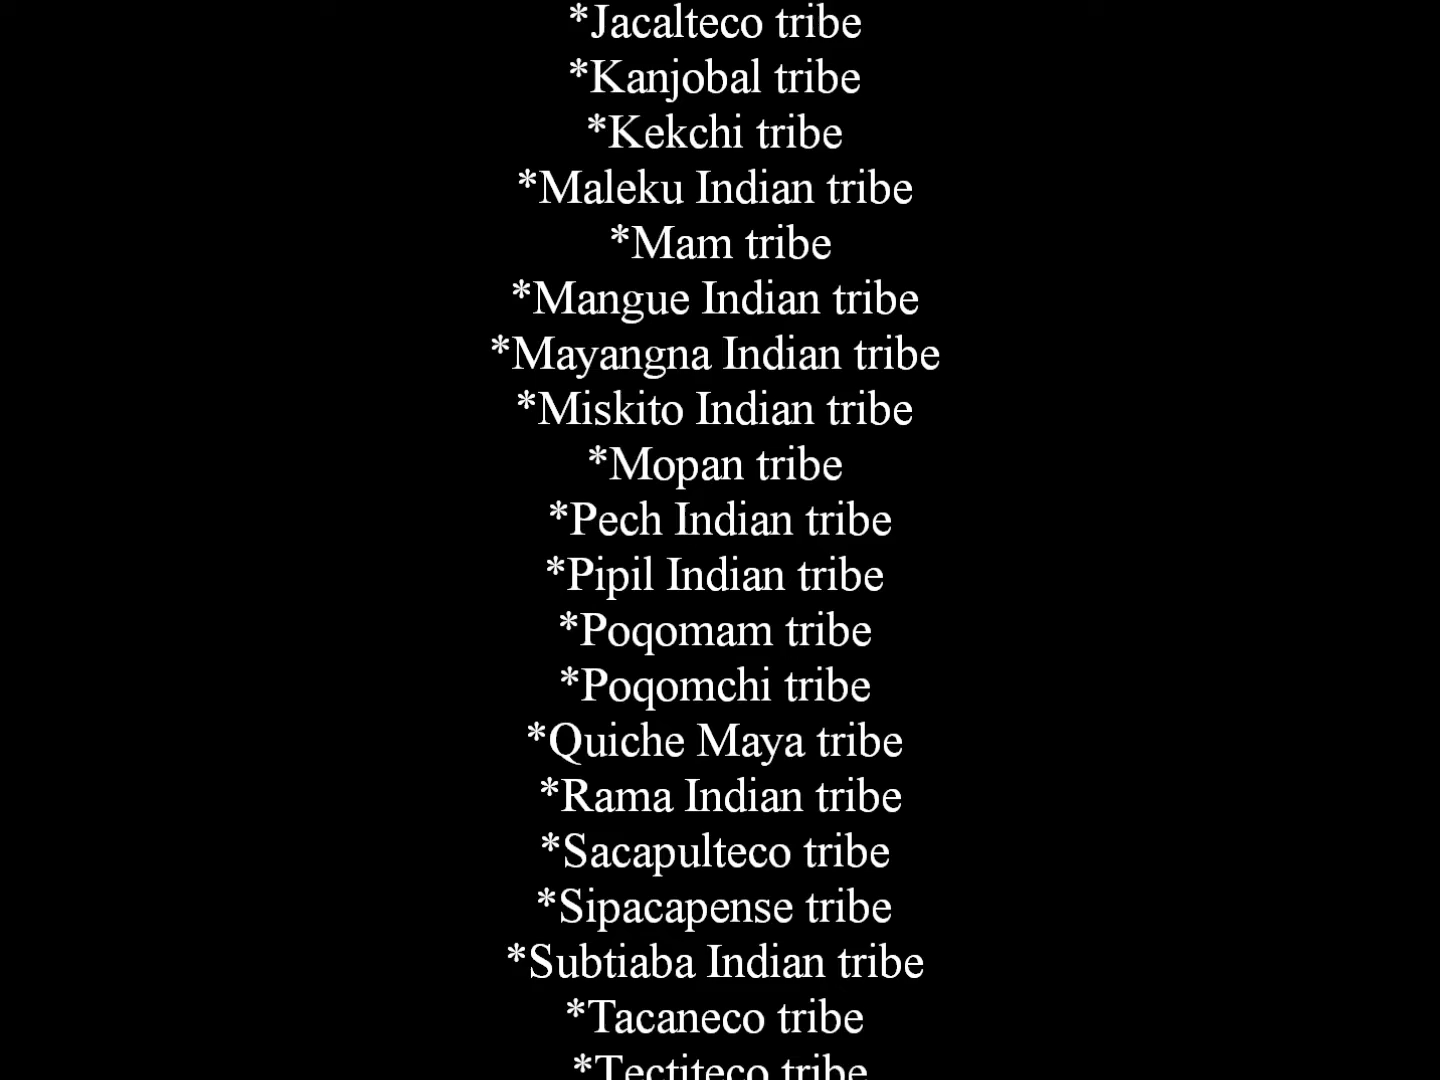 *Jacalteco tribe
*Kanjobal tribe
*Kekchi tribe
*Maleku Indian tribe
*Mam tribe
*Mangue Indian tribe
*Mayangna Indian tribe
*Miskito Indian tribe
*Mopan tribe
*Pech Indian tribe
*Pipil Indian tribe
*Poqomam tribe
*Poqomchi tribe
*Quiche Maya tribe
*Rama Indian tribe
*Sacapulteco tribe
*Sipacapense tribe
*Subtiaba Indian tribe
*Tacaneco tribe
*Tectiteco tribe